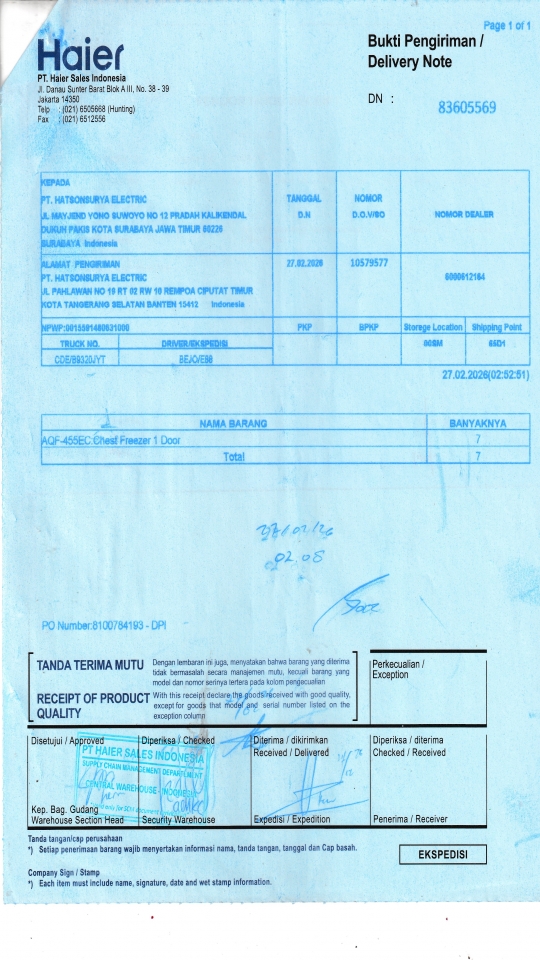 Page 1 of 1
Haier
Bukti Pengiriman /
Delivery Note
PT. Haier Sales Indonesia
Jl. Danau Sunter Barat Blok A III, No. 38 - 39
Jakarta 14350
Telp : (021) 6505668 (Hunting)
Fax : (021) 6512556
DN : 83605569
KEPADA
PT. HATSONSURYA ELECTRIC
JL MAYJEND YONO SUWOYO NO 12 PRADAH KALIKENDAL
DUKUH PAKIS KOTA SURABAYA JAWA TIMUR 60226
SURABAYA Indonesia
TANGGAL
D.N
NOMOR
D.O.V/SO
NOMOR DEALER
ALAMAT PENGIRIMAN
PT. HATSONSURYA ELECTRIC
JL PAHLAWAN NO 19 RT 02 RW 10 REMPOA CIPUTAT TIMUR
KOTA TANGERANG SELATAN BANTEN 15412 Indonesia
27.02.2026
10579577
NPWP:
PKP
BPKP
Storege Location
Shipping Point
TRUCK NO.
DRIVER/EKSPEDISI
CDE/B9320JYT
27.02.2026(02:52:51)
NAMA BARANG
BANYAKNYA
AQF-455EC:Chest Freezer 1 Door
7
Total
7
27/02/26
02.08
PO Number:8100784193 - DPI
TANDA TERIMA MUTU
Dengan lembaran ini juga, menyatakan bahwa barang yang diterima
tidak bermasalah secara manajemen mutu, kecuali barang yang
model dan nomor serinya tertera pada kolom pengecualian
RECEIPT OF PRODUCT
QUALITY
With this receipt declare the goods received with good quality,
except for goods that model and serial number listed on the
exception column
Perkecualian /
Exception
Disetujui / Approved
Diperiksa / Checked
Diterima / dikirimkan
Received / Delivered
Diperiksa / diterima
Checked / Received
PT HAIER SALES INDONESIA
SUPPLY CHAIN MANAGEMENT DEPARTMENT
CENTRAL WAREHOUSE - INDONESIA
Kep. Bag. Gudang
Warehouse Section Head
Security Warehouse
Expedisi / Expedition
Penerima / Receiver
Tanda tangan/cap perusahaan
*) Setiap penerimaan barang wajib menyertakan informasi nama, tanda tangan, tanggal dan Cap basah.
EKSPEDISI
Company Sign / Stamp
*) Each item must include name, signature, date and wet stamp information.